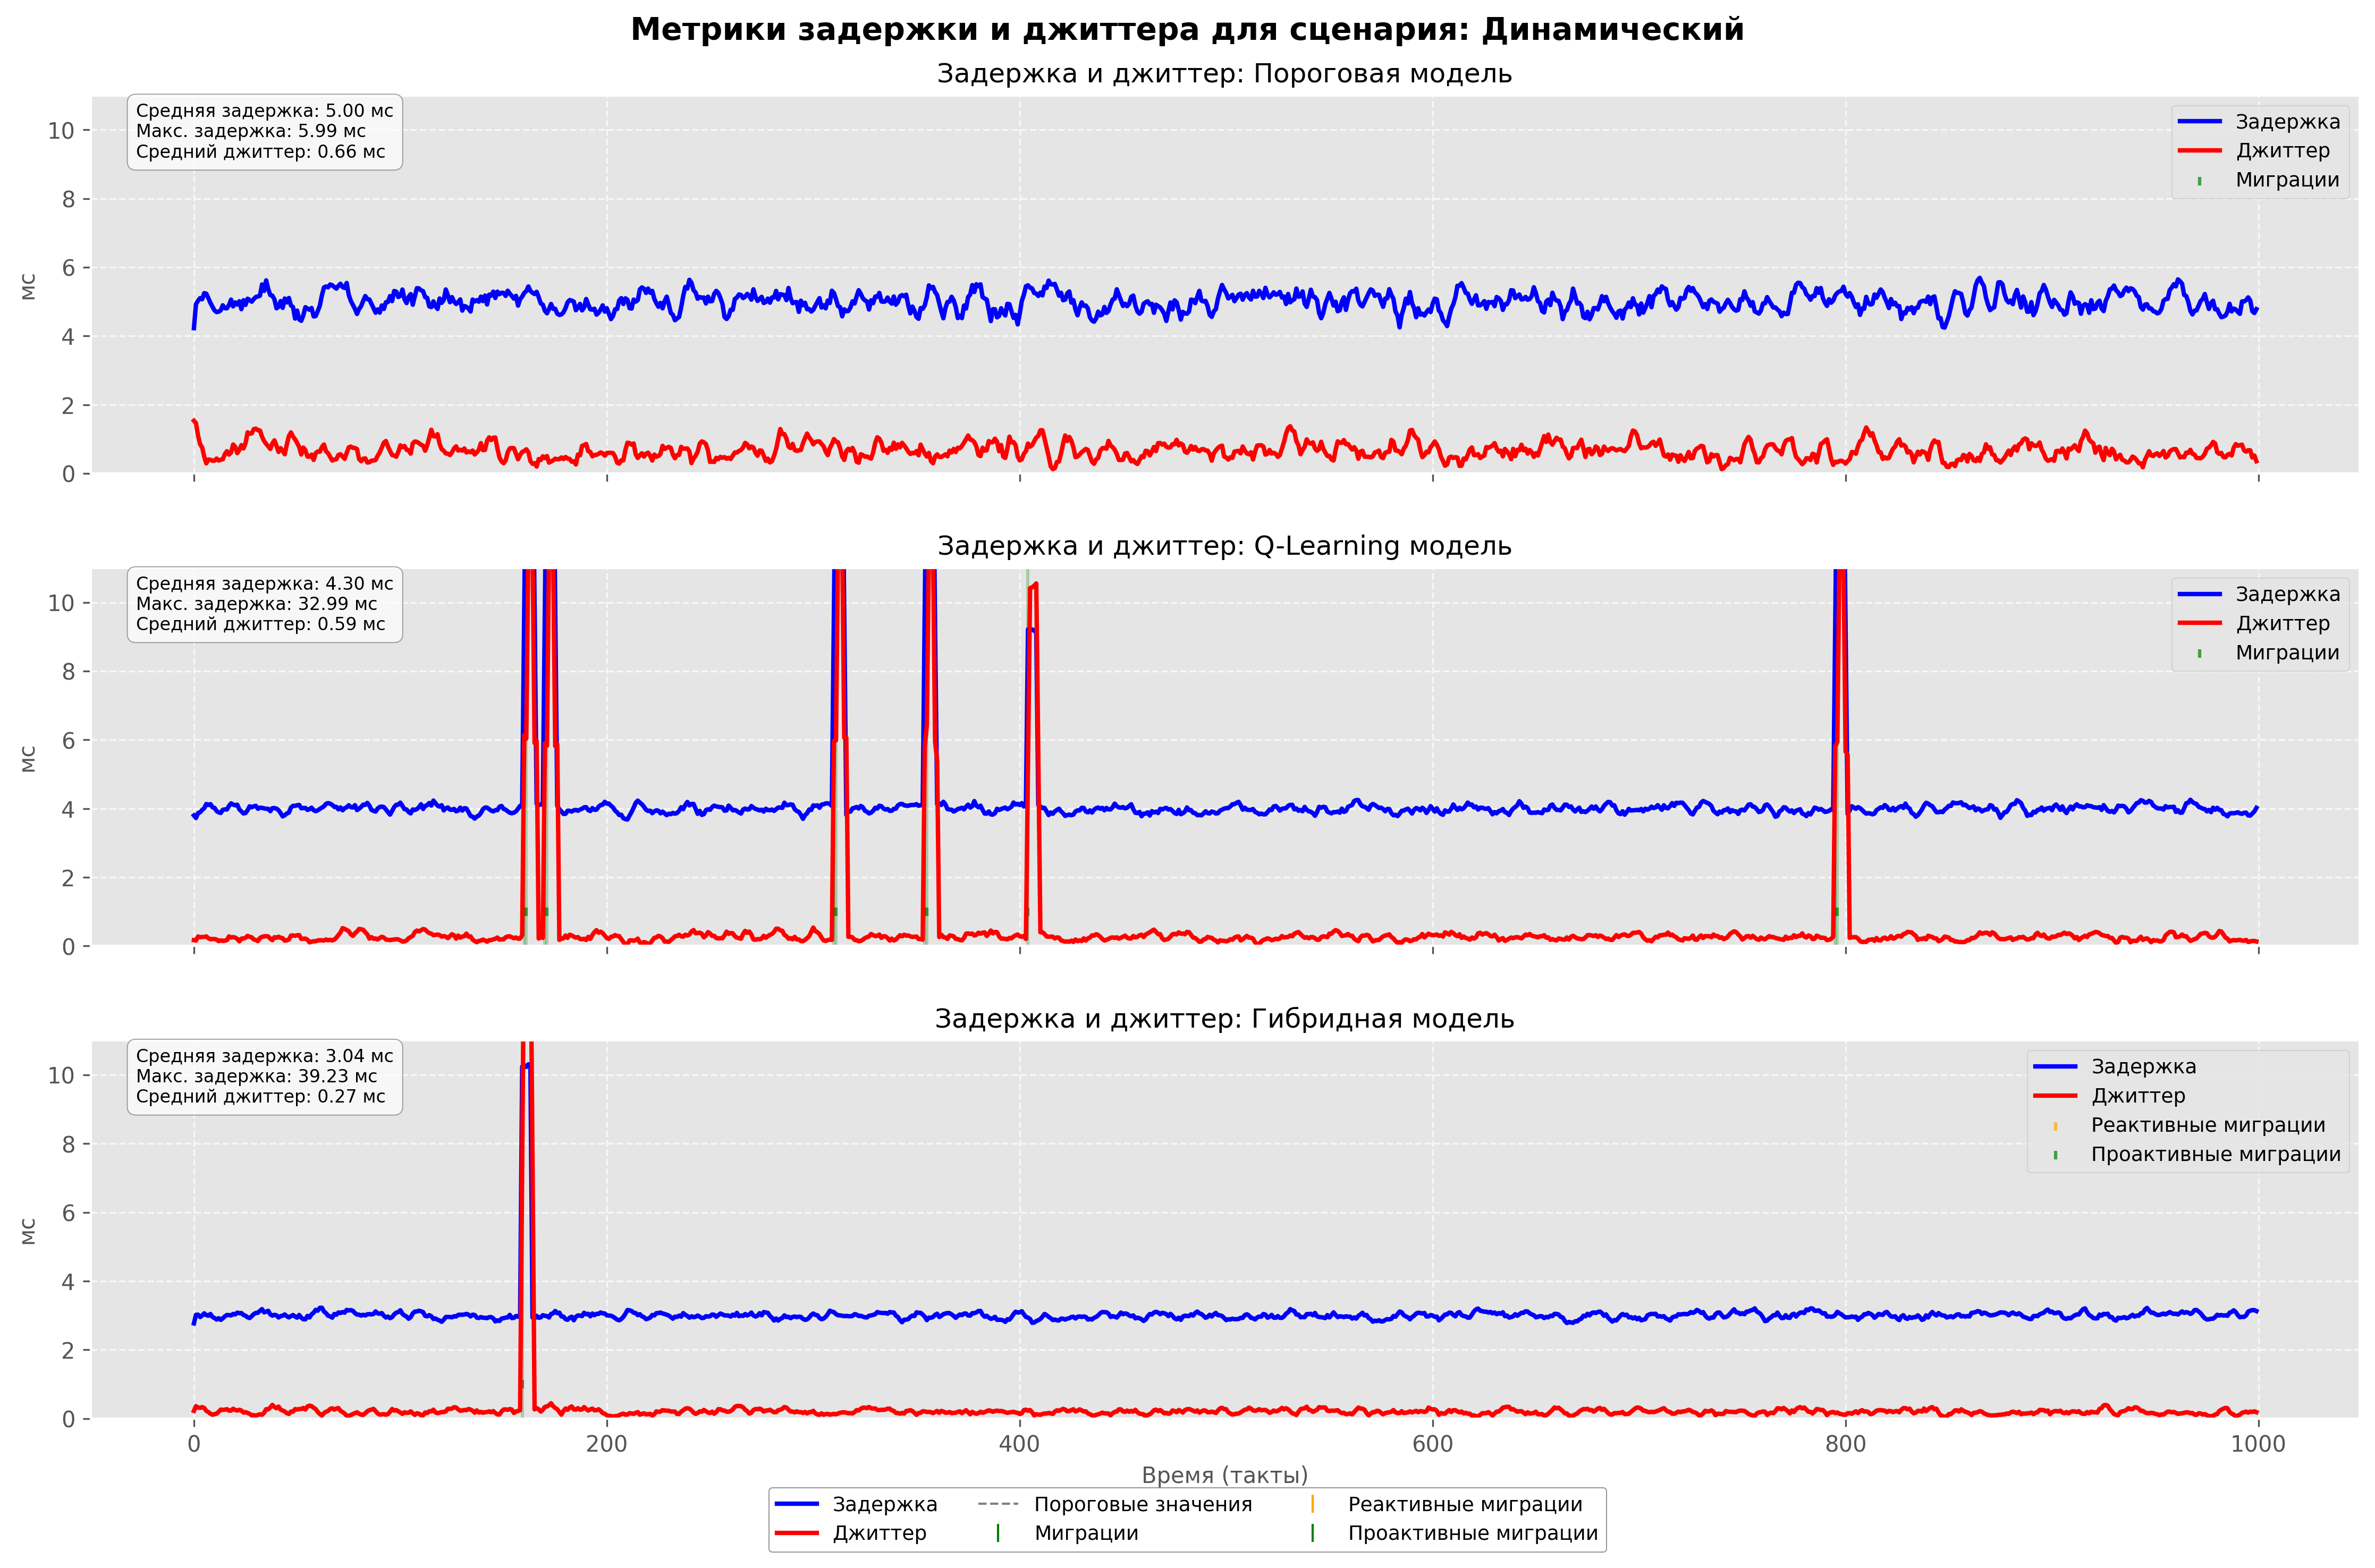 Метрики задержки и джиттера для сценария: Динамический
Задержка и джиттер: Пороговая модель
Средняя задержка: 5.00 мс
Макс. задержка: 5.99 мс
Средний джиттер: 0.66 мс
Задержка
Джиттер
Миграции
10
8
6
4
2
0
мс
Задержка и джиттер: Q-Learning модель
Средняя задержка: 4.30 мс
Макс. задержка: 32.99 мс
Средний джиттер: 0.59 мс
Задержка
Джиттер
Миграции
10
8
6
4
2
0
мс
Задержка и джиттер: Гибридная модель
Средняя задержка: 3.04 мс
Макс. задержка: 39.23 мс
Средний джиттер: 0.27 мс
Задержка
Джиттер
Реактивные миграции
Проактивные миграции
10
8
6
4
2
0
мс
0 200 400 600 800 1000
Время (такты)
Задержка Пороговые значения Реактивные миграции
Джиттер Миграции Проактивные миграции